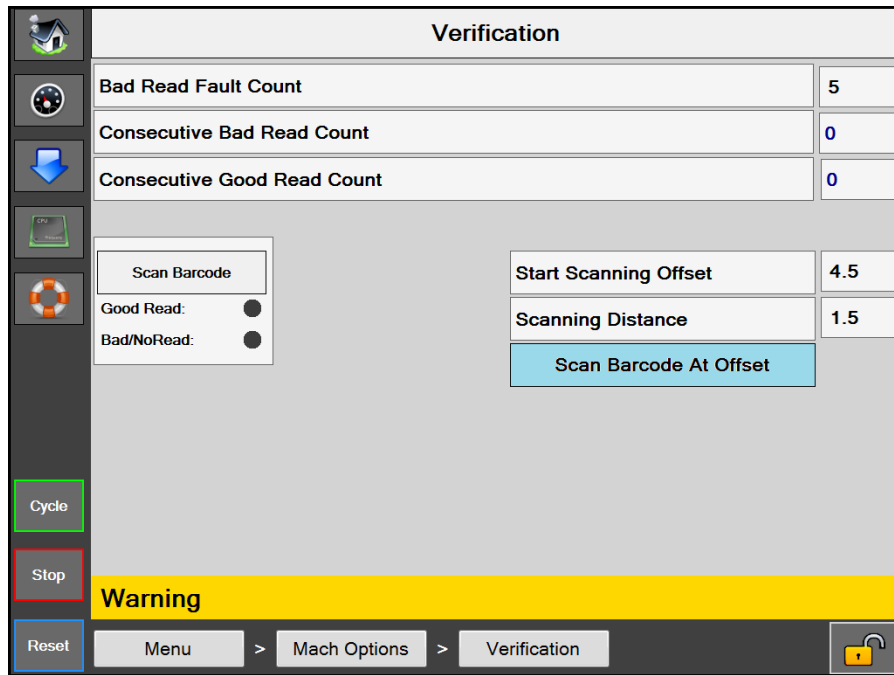 Verification
Bad Read Fault Count 5
Consecutive Bad Read Count 0
Consecutive Good Read Count 0
CPU
Scan Barcode
Good Read:
Bad/NoRead:
Start Scanning Offset 4.5
Scanning Distance 1.5
Scan Barcode At Offset
Cycle
Stop
Warning
Reset
Menu > Mach Options > Verification